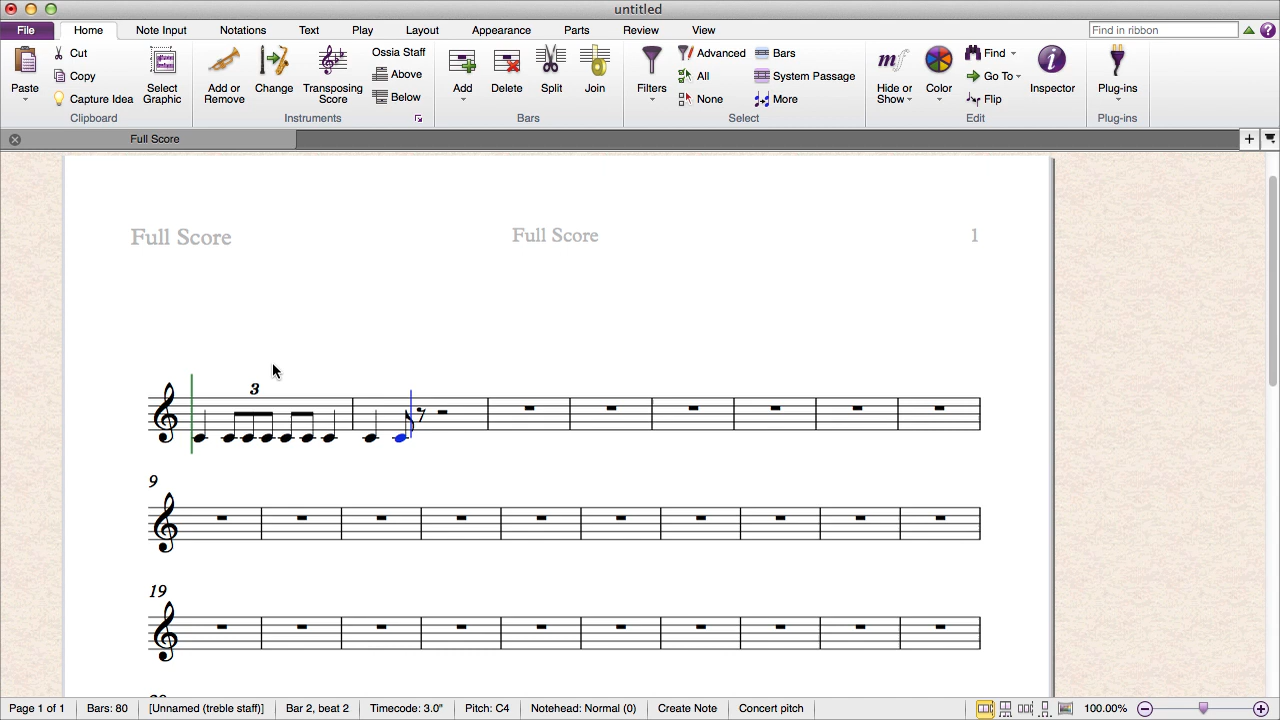 untitled
File Home Note Input Notations Text Play Layout Appearance Parts Review View Find in ribbon ?
Paste Cut Copy Capture Idea Select Graphic Clipboard
Add or Remove Change Transposing Score Ossia Staff Above Below Instruments
Add Delete Split Join Bars
Filters Advanced All None Bars System Passage More Select
Hide or Show Color Find Go To Flip Inspector Edit
Plug-ins Plug-ins
Full Score
Full Score Full Score 1
3
9
19
Page 1 of 1 Bars: 80 [Unnamed (treble staff)] Bar 2, beat 2 Timecode: 3.0" Pitch: C4 Notehead: Normal (0) Create Note Concert pitch 100.00%